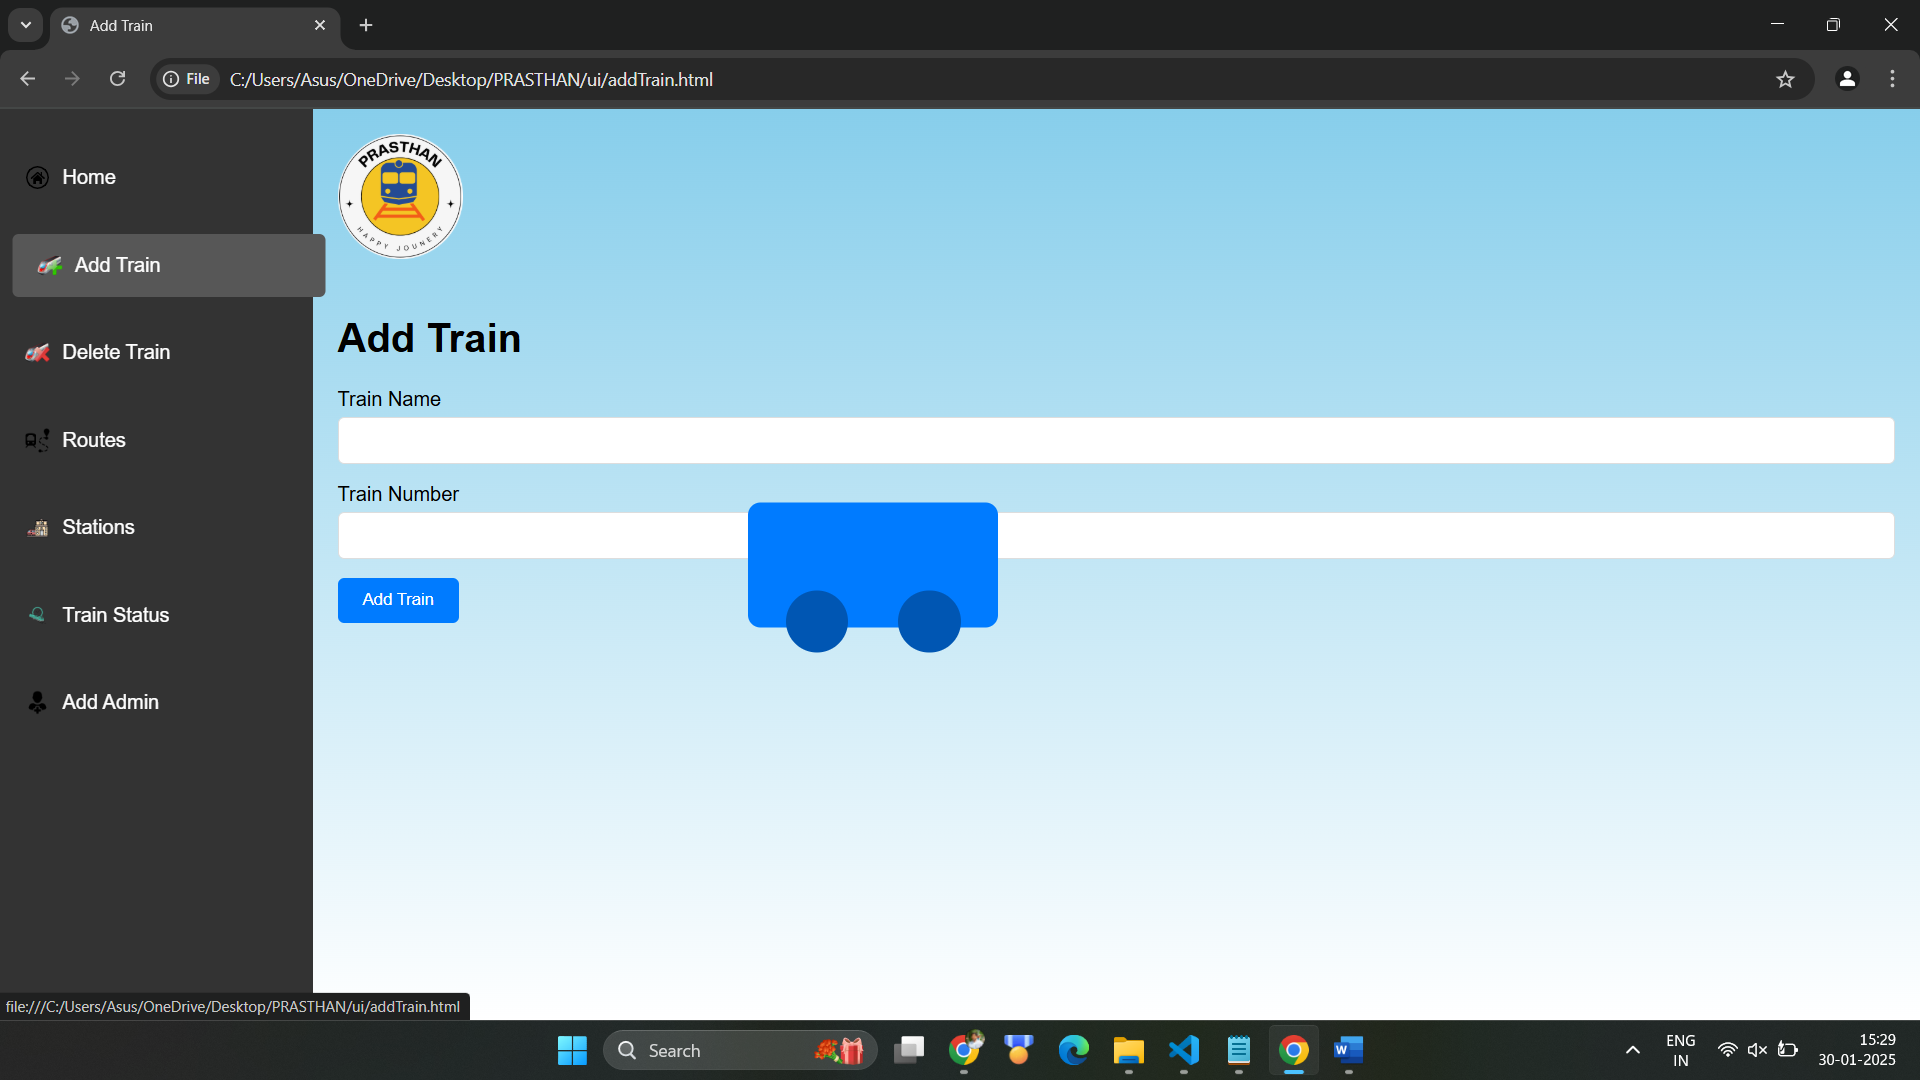 Add Train
File
C:/Users/Asus/OneDrive/Desktop/PRASTHAN/ui/addTrain.html
Home
Add Train
Delete Train
Routes
Stations
Train Status
Add Admin
PRASTHAN
HAPPY JOUNERY
Add Train
Train Name
Train Number
Add Train
file:///C:/Users/Asus/OneDrive/Desktop/PRASTHAN/ui/addTrain.html
Search
W
ENG
IN
15:29
30-01-2025